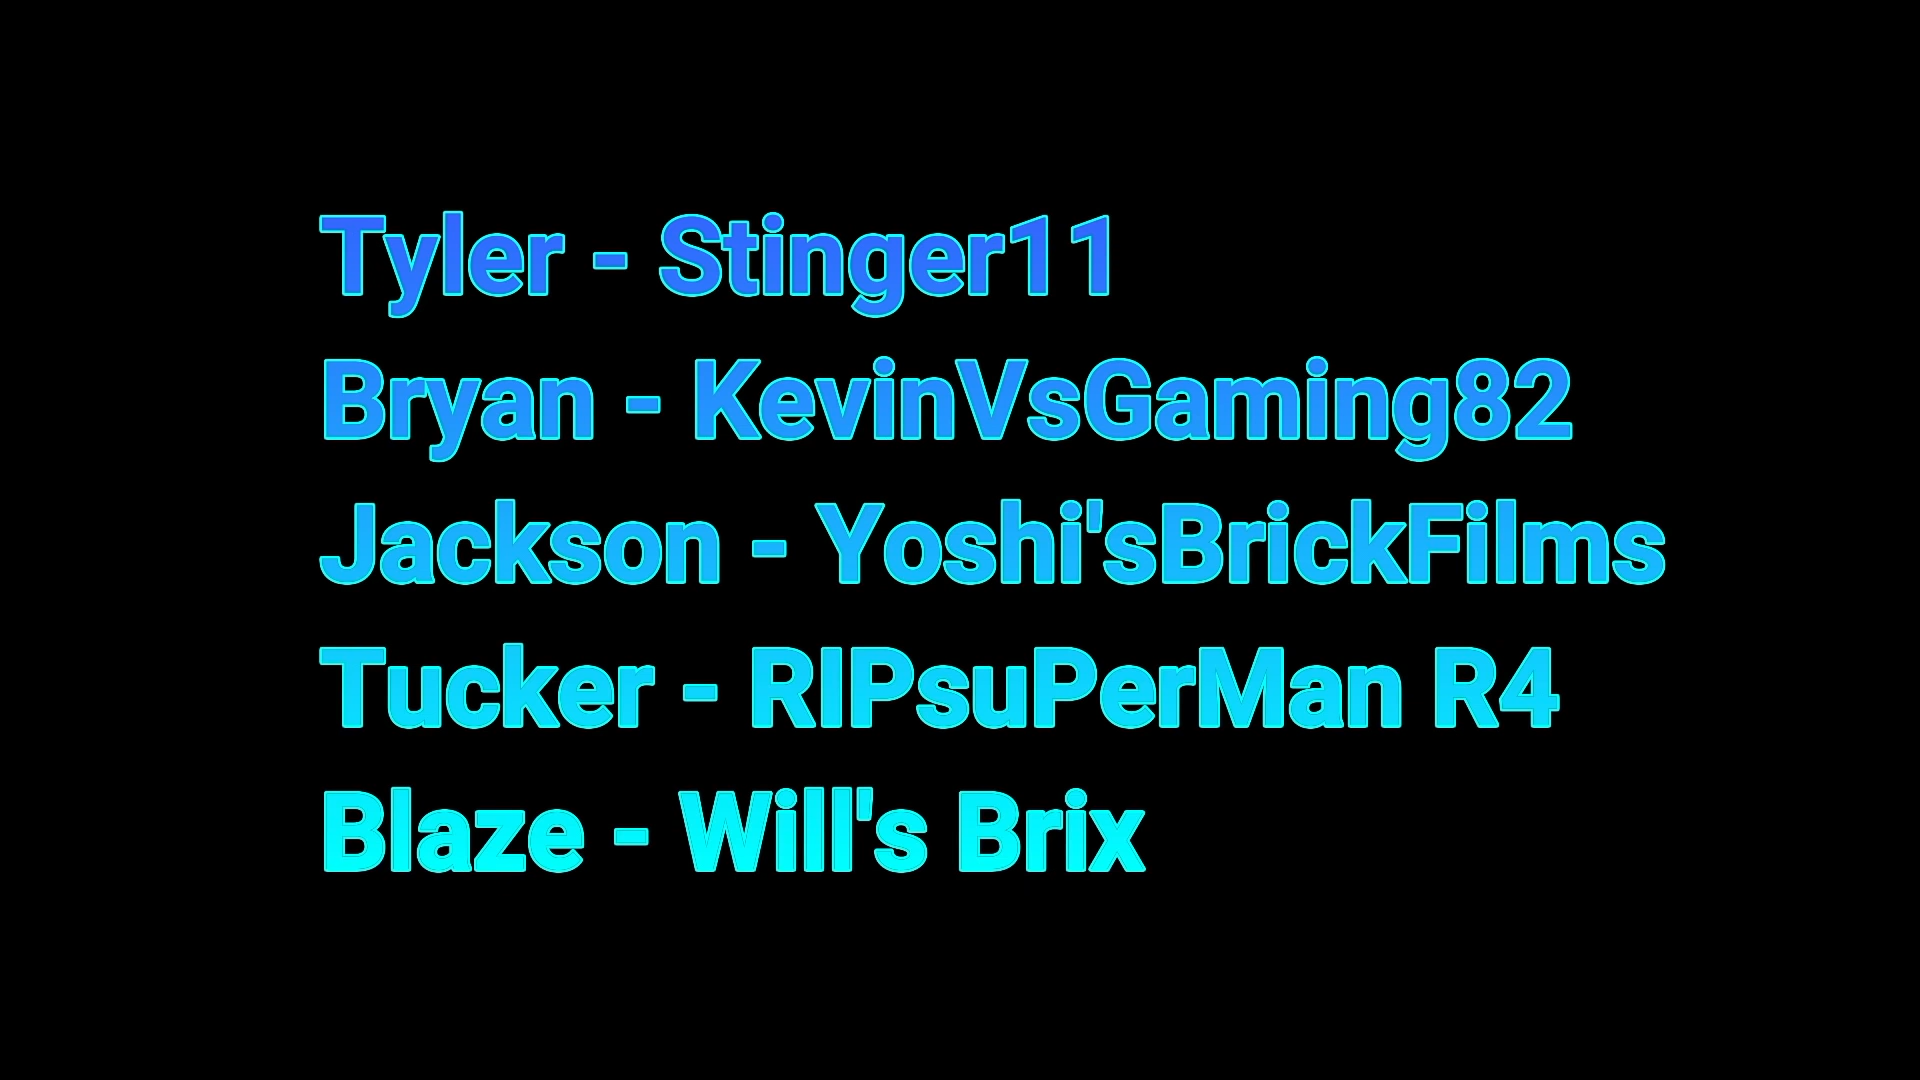 Tyler - Stinger11
Bryan - KevinVsGaming82
Jackson - Yoshi'sBrickFilms
Tucker - RIPsuPerMan R4
Blaze - Will's Brix